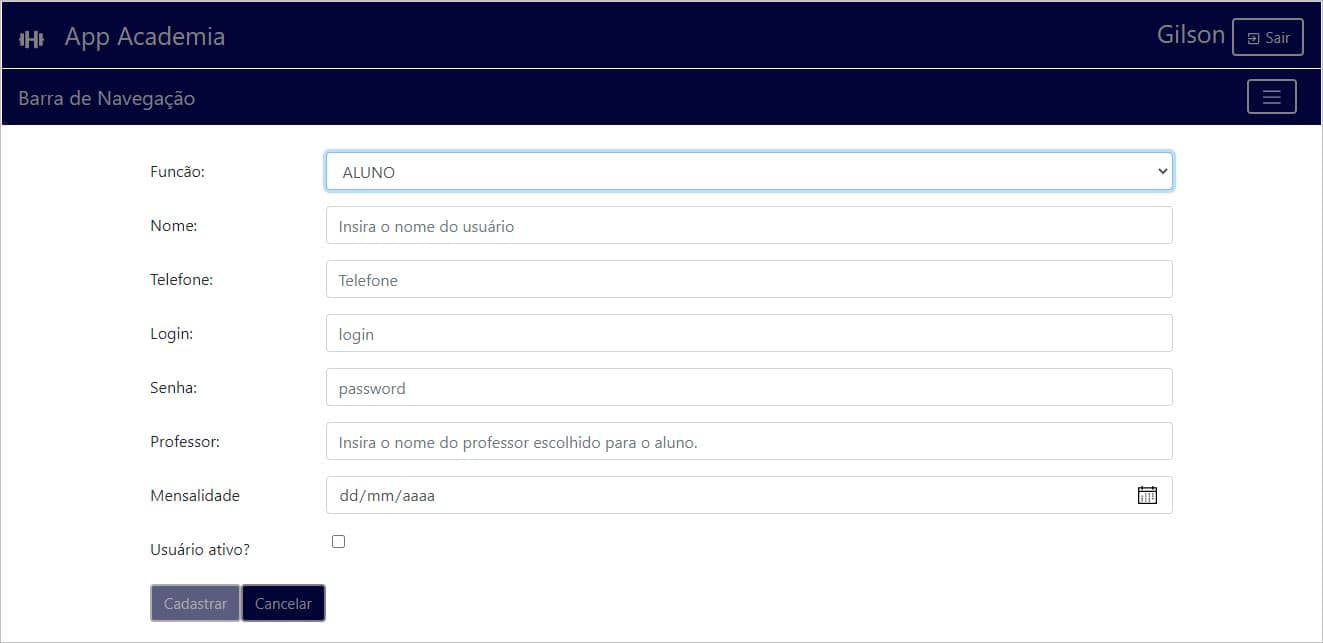 App Academia
Gilson Sair
Barra de Navegação
Funcão: ALUNO
Nome: Insira o nome do usuário
Telefone: Telefone
Login: login
Senha: password
Professor: Insira o nome do professor escolhido para o aluno.
Mensalidade dd/mm/aaaa
Usuário ativo?
Cadastrar Cancelar